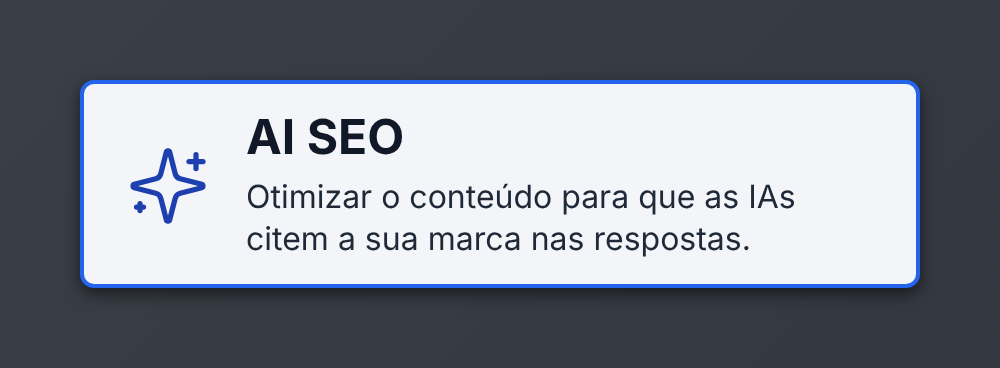 AI SEO
Otimizar o conteúdo para que as IAs
citem a sua marca nas respostas.